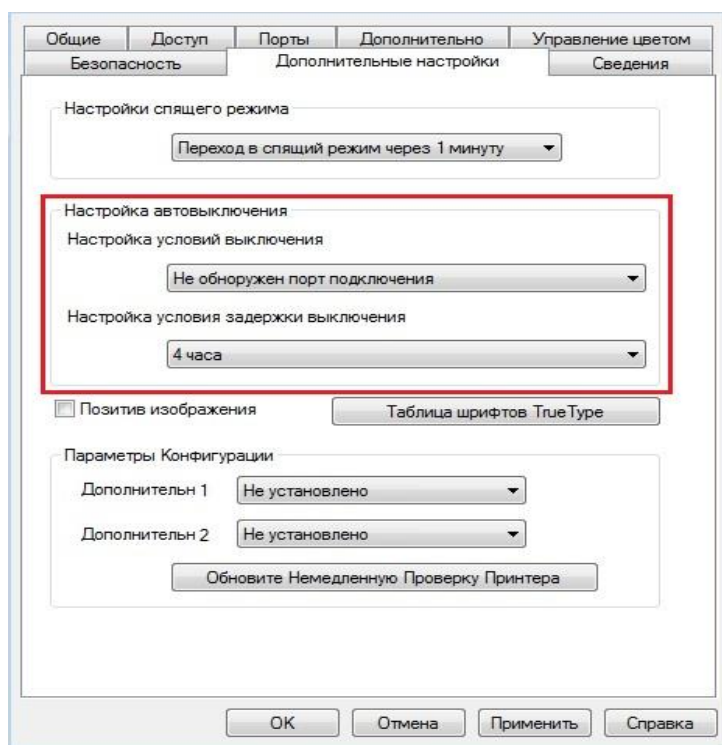 Общие
Доступ
Порты
Дополнительно
Управление цветом
Безопасность
Дополнительные настройки
Сведения
Настройки спящего режима
Переход в спящий режим через 1 минуту
Настройка автовыключения
Настройка условий выключения
Не обноружен порт подключения
Настройка условия задержки выключения
4 часа
Позитив изображения
Таблица шрифтов TrueType
Параметры Конфигурации
Дополнительн 1
Не установлено
Дополнительн 2
Не установлено
Обновите Немедленную Проверку Принтера
OK
Отмена
Применить
Справка